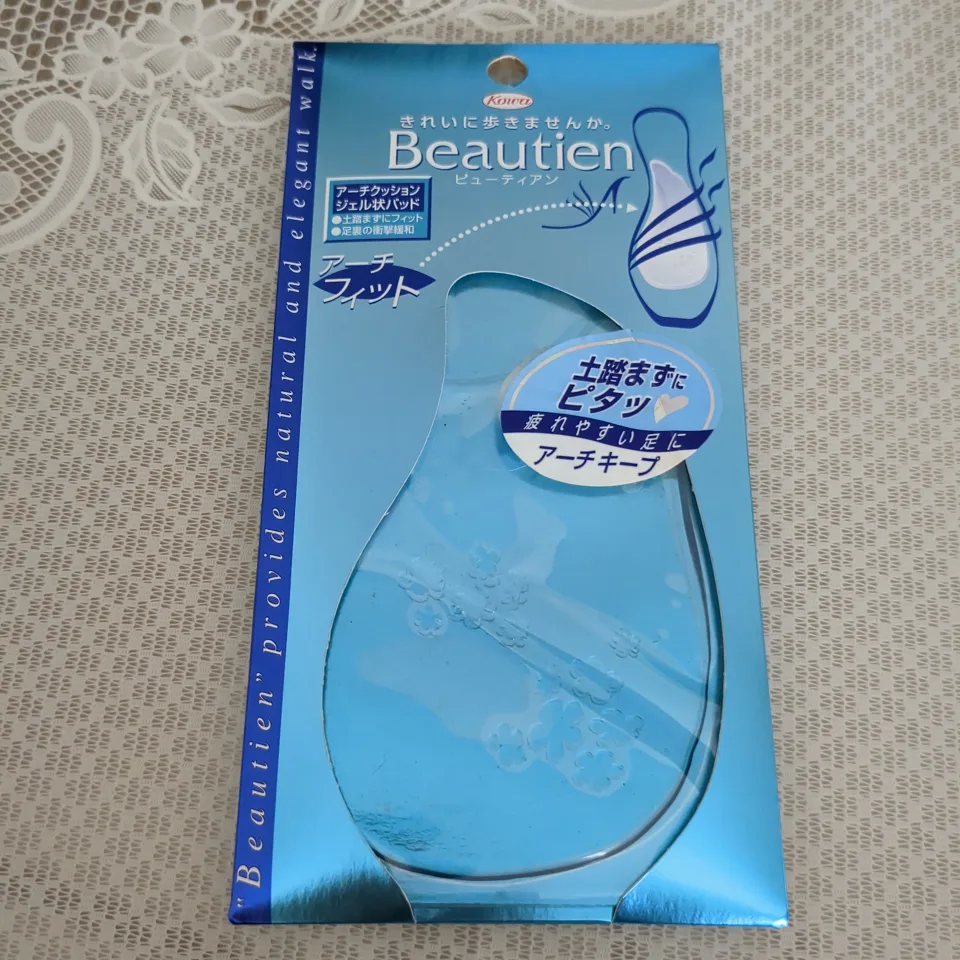 Kowa
きれいに歩きませんか。
Beautien
ビューティアン
アーチクッション
ジェル状パッド
●土踏まずにフィット
●足裏の衝撃緩和
アーチ
フィット
土踏まずに
ピタッ
疲れやすい足に
アーチキープ
"Beautien" provides natural and elegant walk.